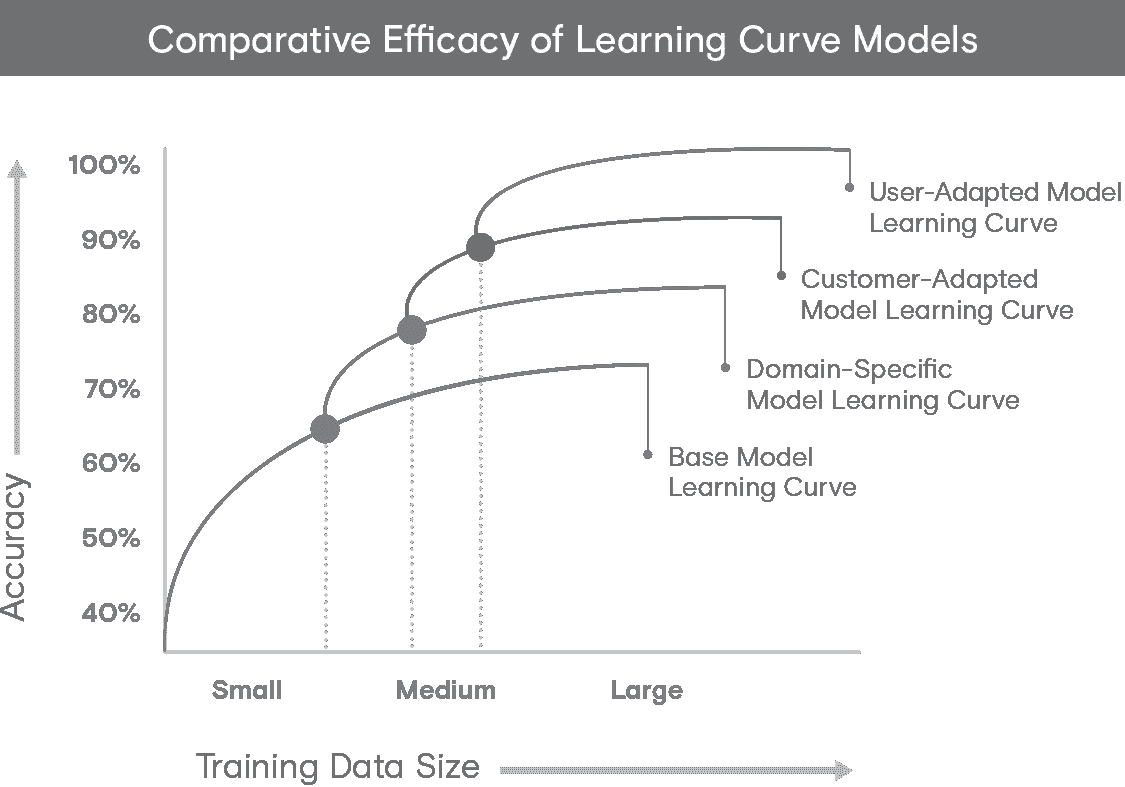 Comparative Efficacy of Learning Curve Models
100%
90%
80%
70%
60%
50%
40%
Accuracy
User-Adapted Model
Learning Curve
Customer-Adapted
Model Learning Curve
Domain-Specific
Model Learning Curve
Base Model
Learning Curve
Small
Medium
Large
Training Data Size